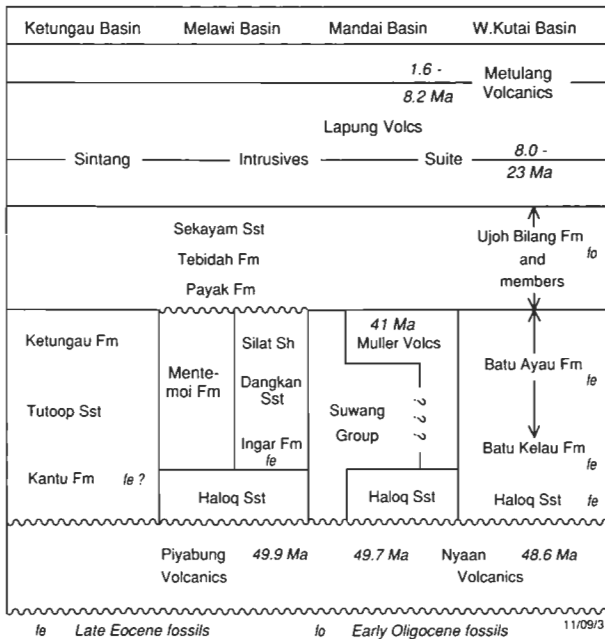 Ketungau Basin Melawi Basin Mandai Basin W.Kutai Basin
1.6 - Metulang
8.2 Ma Volcanics
Lapung Volcs
Sintang Intrusives Suite 8.0 -
23 Ma
Sekayam Sst
Tebidah Fm
Payak Fm
Ujoh Bilang Fm
and fo
members
Ketungau Fm
Tutoop Sst
Kantu Fm fe ?
Mente-
moi Fm
Silat Sh
Dangkan
Sst
Ingar Fm
fe
Haloq Sst
41 Ma
Muller Volcs
Suwang
Group
? ? ?
Haloq Sst
Batu Ayau Fm
fe
Batu Kelau Fm
fe
Haloq Sst fe
Piyabung 49.9 Ma 49.7 Ma Nyaan 48.6 Ma
Volcanics Volcanics
fe Late Eocene fossils fo Early Oligocene fossils 11/09/3